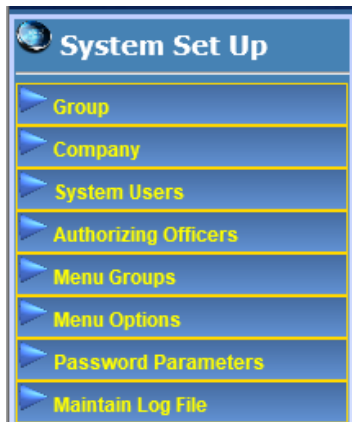 System Set Up
Group
Company
System Users
Authorizing Officers
Menu Groups
Menu Options
Password Parameters
Maintain Log File